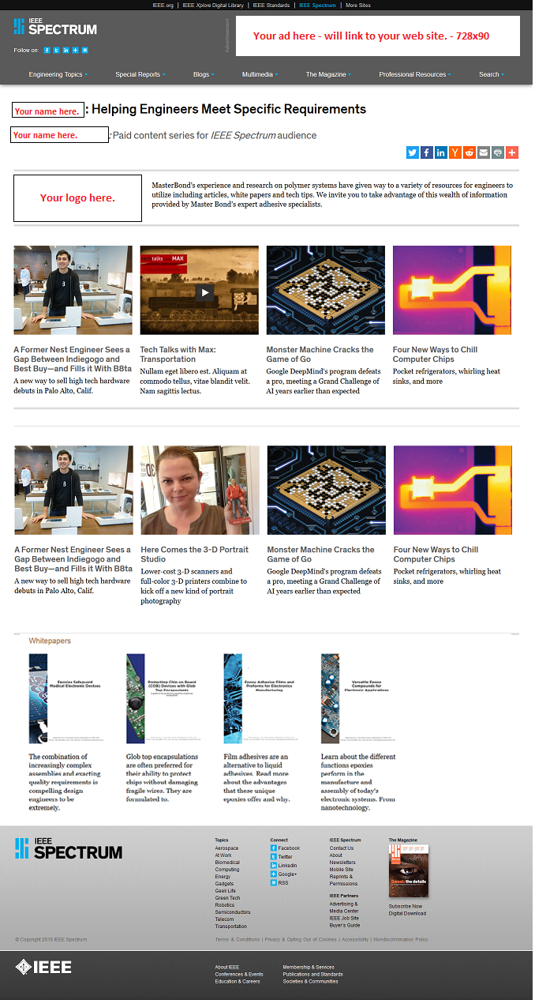 IEEE.org | IEEE Xplore Digital Library | IEEE Standards | IEEE Spectrum | More Sites
IEEE
SPECTRUM
Advertisement
Your ad here - will link to your web site. - 728x90
Follow on:
Engineering Topics
Special Reports
Blogs
Multimedia
The Magazine
Professional Resources
Search
Your name here. : Helping Engineers Meet Specific Requirements
Your name here. : Paid content series for IEEE Spectrum audience
Your logo here.
MasterBond's experience and research on polymer systems have given way to a variety of resources for engineers to
utilize including articles, white papers and tech tips. We invite you to take advantage of this wealth of information
provided by Master Bond's expert adhesive specialists.
talks MAX
A Former Nest Engineer Sees a
Gap Between Indiegogo and
Best Buy—and Fills it With B8ta
A new way to sell high tech hardware
debuts in Palo Alto, Calif.
Tech Talks with Max:
Transportation
Nullam eget libero est. Aliquam at
commodo tellus, vitae blandit velit.
Nam sagittis lectus.
Monster Machine Cracks the
Game of Go
Google DeepMind's program defeats
a pro, meeting a Grand Challenge of
AI years earlier than expected
Four New Ways to Chill
Computer Chips
Pocket refrigerators, whirling heat
sinks, and more
A Former Nest Engineer Sees a
Gap Between Indiegogo and
Best Buy—and Fills it With B8ta
A new way to sell high tech hardware
debuts in Palo Alto, Calif.
Here Comes the 3-D Portrait
Studio
Lower-cost 3-D scanners and
full-color 3-D printers combine to
kick off a new kind of portrait
photography
Monster Machine Cracks the
Game of Go
Google DeepMind's program defeats
a pro, meeting a Grand Challenge of
AI years earlier than expected
Four New Ways to Chill
Computer Chips
Pocket refrigerators, whirling heat
sinks, and more
Whitepapers
Epoxies Safeguard
Medical Electronic Devices
Protecting Chip on Board
(COB) Devices with Glob
Top Encapsulants
Epoxy Adhesive Films and
Preforms for Electronics
Manufacturing
Versatile Epoxy
Compounds for
Electronic Applications
The combination of
increasingly complex
assemblies and exacting
quality requirements is
compelling design
engineers to be
extremely.
Glob top encapsulations
are often preferred for
their ability to protect
chips without damaging
fragile wires. They are
formulated to.
Film adhesives are an
alternative to liquid
adhesives. Read more
about the advantages
that these unique
epoxies offer and why.
Learn about the different
functions epoxies
perform in the
manufacture and
assembly of today's
electronic systems. From
nanotechnology.
IEEE
SPECTRUM
Topics
Aerospace
At Work
Biomedical
Computing
Energy
Gadgets
Geek Life
Green Tech
Robotics
Semiconductors
Telecom
Transportation
Connect
Facebook
Twitter
LinkedIn
Google+
RSS
IEEE Spectrum
Contact Us
About
Newsletters
Mobile Site
Reprints &
Permissions
IEEE Partners
Advertising &
Media Center
IEEE Job Site
Buyer's Guide
The Magazine
Sweat: the details
Subscribe Now
Digital Download
© Copyright 2016 IEEE Spectrum
Terms & Conditions | Privacy & Opting Out of Cookies | Accessibility | Nondiscrimination Policy
IEEE
About IEEE
Conferences & Events
Education & Careers
Membership & Services
Publications and Standards
Societies & Communities